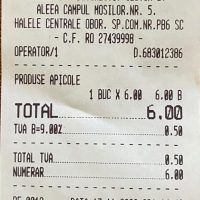 ALEEA CAMPUL MOSILOR.NR. 5,
HALELE CENTRALE OBOR, SP.COM.NR.PB6 SC
- C.F. RO 27439998 -
OPERATOR/1 D.683012386
PRODUSE APICOLE
1 BUC X 6.00 6.00 B
TOTAL 6.00
TVA B=9.00% 0.50
TOTAL TVA 0.50
NUMERAR 6.00